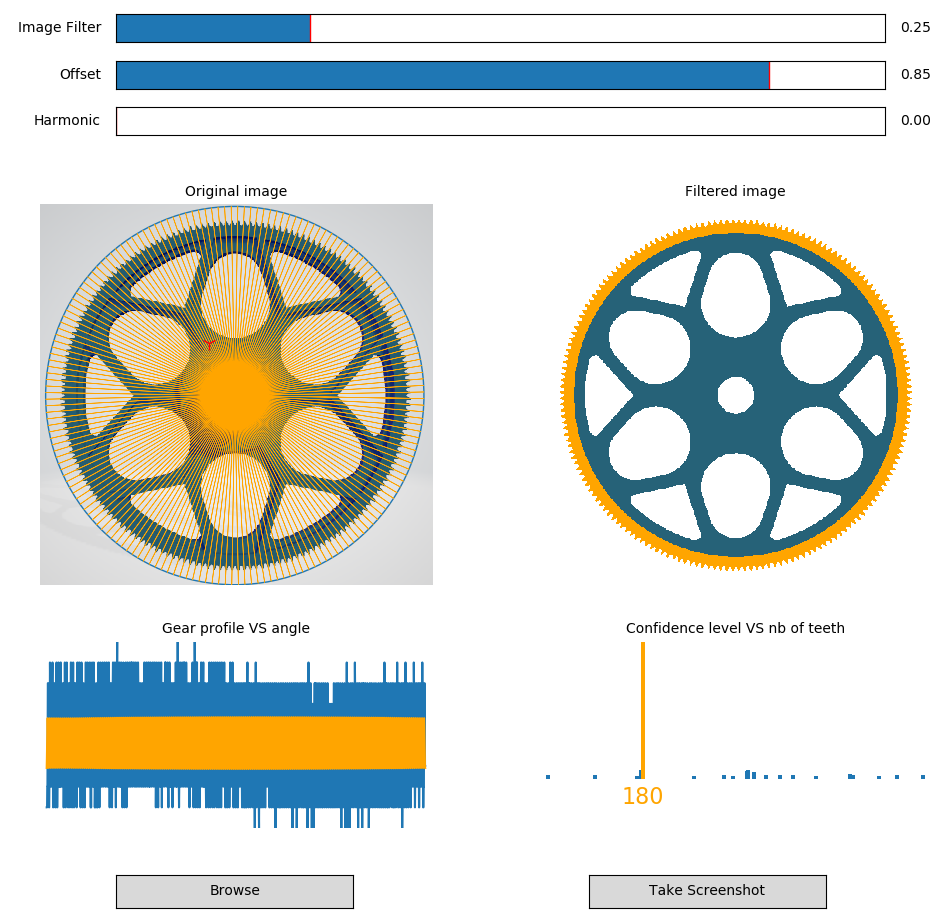 Image Filter 0.25
Offset 0.85
Harmonic 0.00
Original image Filtered image
Gear profile VS angle Confidence level VS nb of teeth
180
Browse Take Screenshot